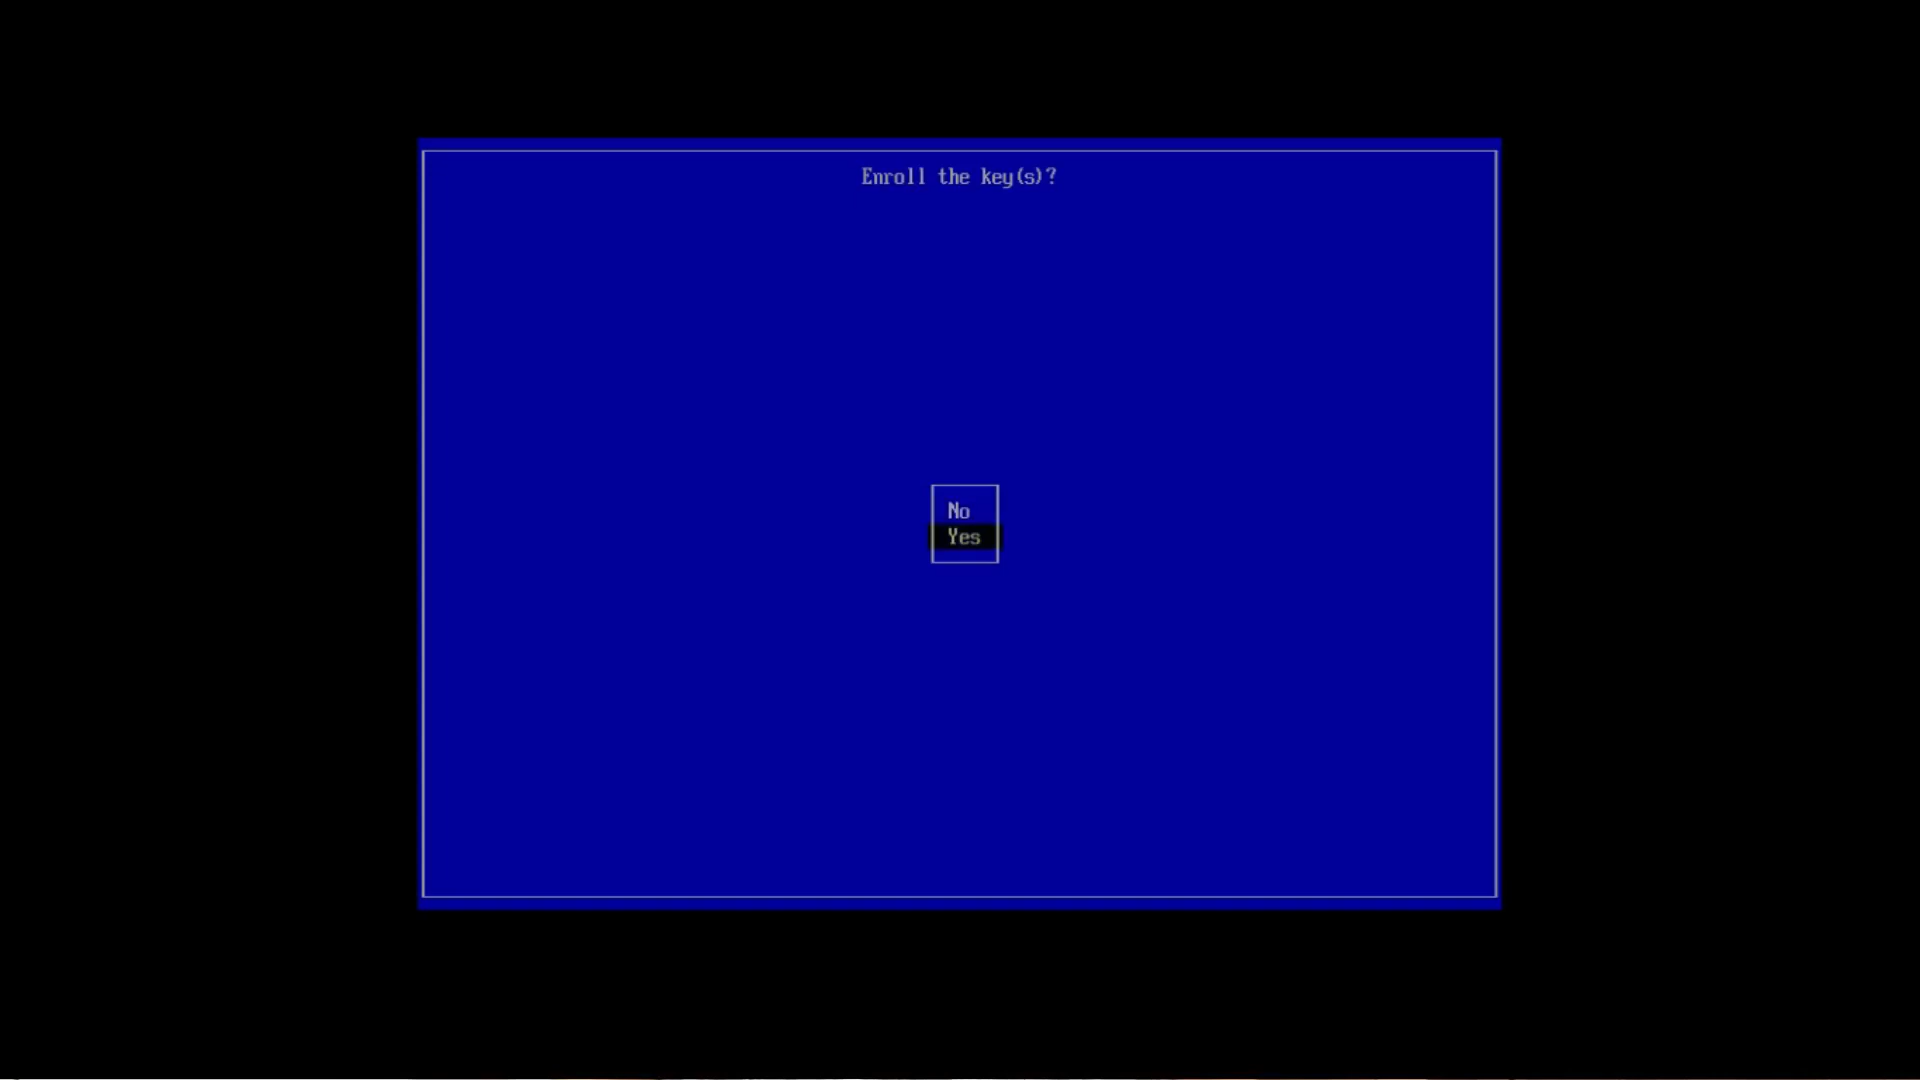 Enroll the key(s)?
No
Yes